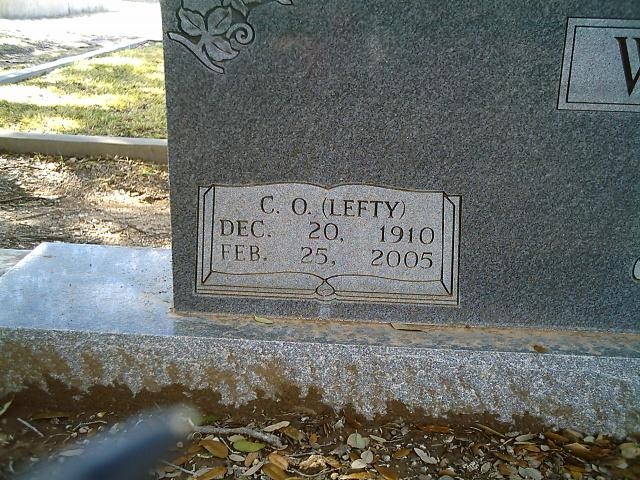 W
C. O. (LEFTY)
DEC. 20, 1910
FEB. 25, 2005